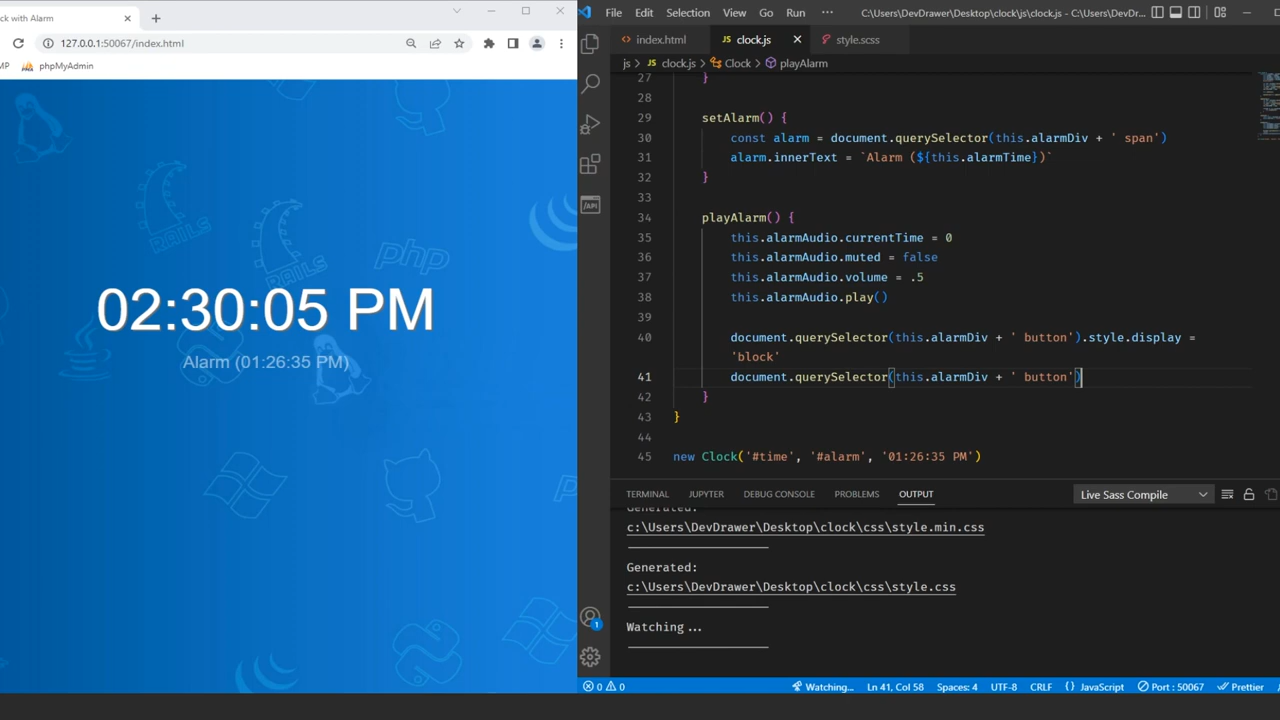 ck with Alarm
127.0.0.1:50067/index.html
MP phpMyAdmin
RAILS
RAILS
php
02:30:05 PM
Alarm (01:26:35 PM)
File Edit Selection View Go Run ··· C:\Users\DevDrawer\Desktop\clock\js\clock.js - C:\Users\DevDr...
index.html JS clock.js style.scss
js > JS clock.js > Clock > playAlarm
27 }
28
29 setAlarm() {
30 const alarm = document.querySelector(this.alarmDiv + ' span')
31 alarm.innerText = `Alarm (${this.alarmTime})`
32 }
33
34 playAlarm() {
35 this.alarmAudio.currentTime = 0
36 this.alarmAudio.muted = false
37 this.alarmAudio.volume = .5
38 this.alarmAudio.play()
39
40 document.querySelector(this.alarmDiv + ' button').style.display =
'block'
41 document.querySelector(this.alarmDiv + ' button')
42 }
43 }
44
45 new Clock('#time', '#alarm', '01:26:35 PM')
TERMINAL JUPYTER DEBUG CONSOLE PROBLEMS OUTPUT Live Sass Compile
Generated:
c:\Users\DevDrawer\Desktop\clock\css\style.min.css
Generated:
c:\Users\DevDrawer\Desktop\clock\css\style.css
Watching...
/API
1
0 0 Watching... Ln 41, Col 58 Spaces: 4 UTF-8 CRLF {} JavaScript Port : 50067 Prettier